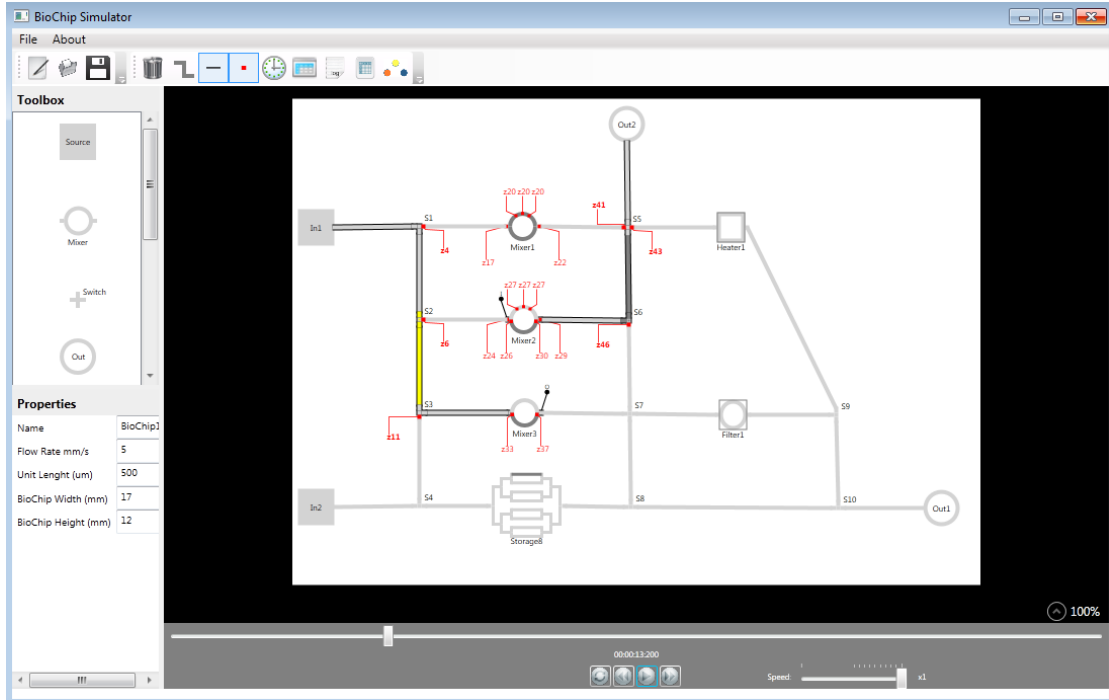 BioChip Simulator
File About
Toolbox
Source
Mixer
Switch
Out
Properties
Name BioChip1
Flow Rate mm/s 5
Unit Lenght (um) 500
BioChip Width (mm) 17
BioChip Height (mm) 12
Out2
z20 z20 z20
z41
In1 S1 S5
z4 z17 Mixer1 z22 z43 Heater1
z27 z27 z27
S2 S6
z6 z24 z26 Mixer2 z30 z29 z46
S3 S7 S9
z11 z33 Mixer3 z37 Filter1
S4 S8 S10
In2 Out1
Storage8
100%
00:00:13:200
Speed: x1